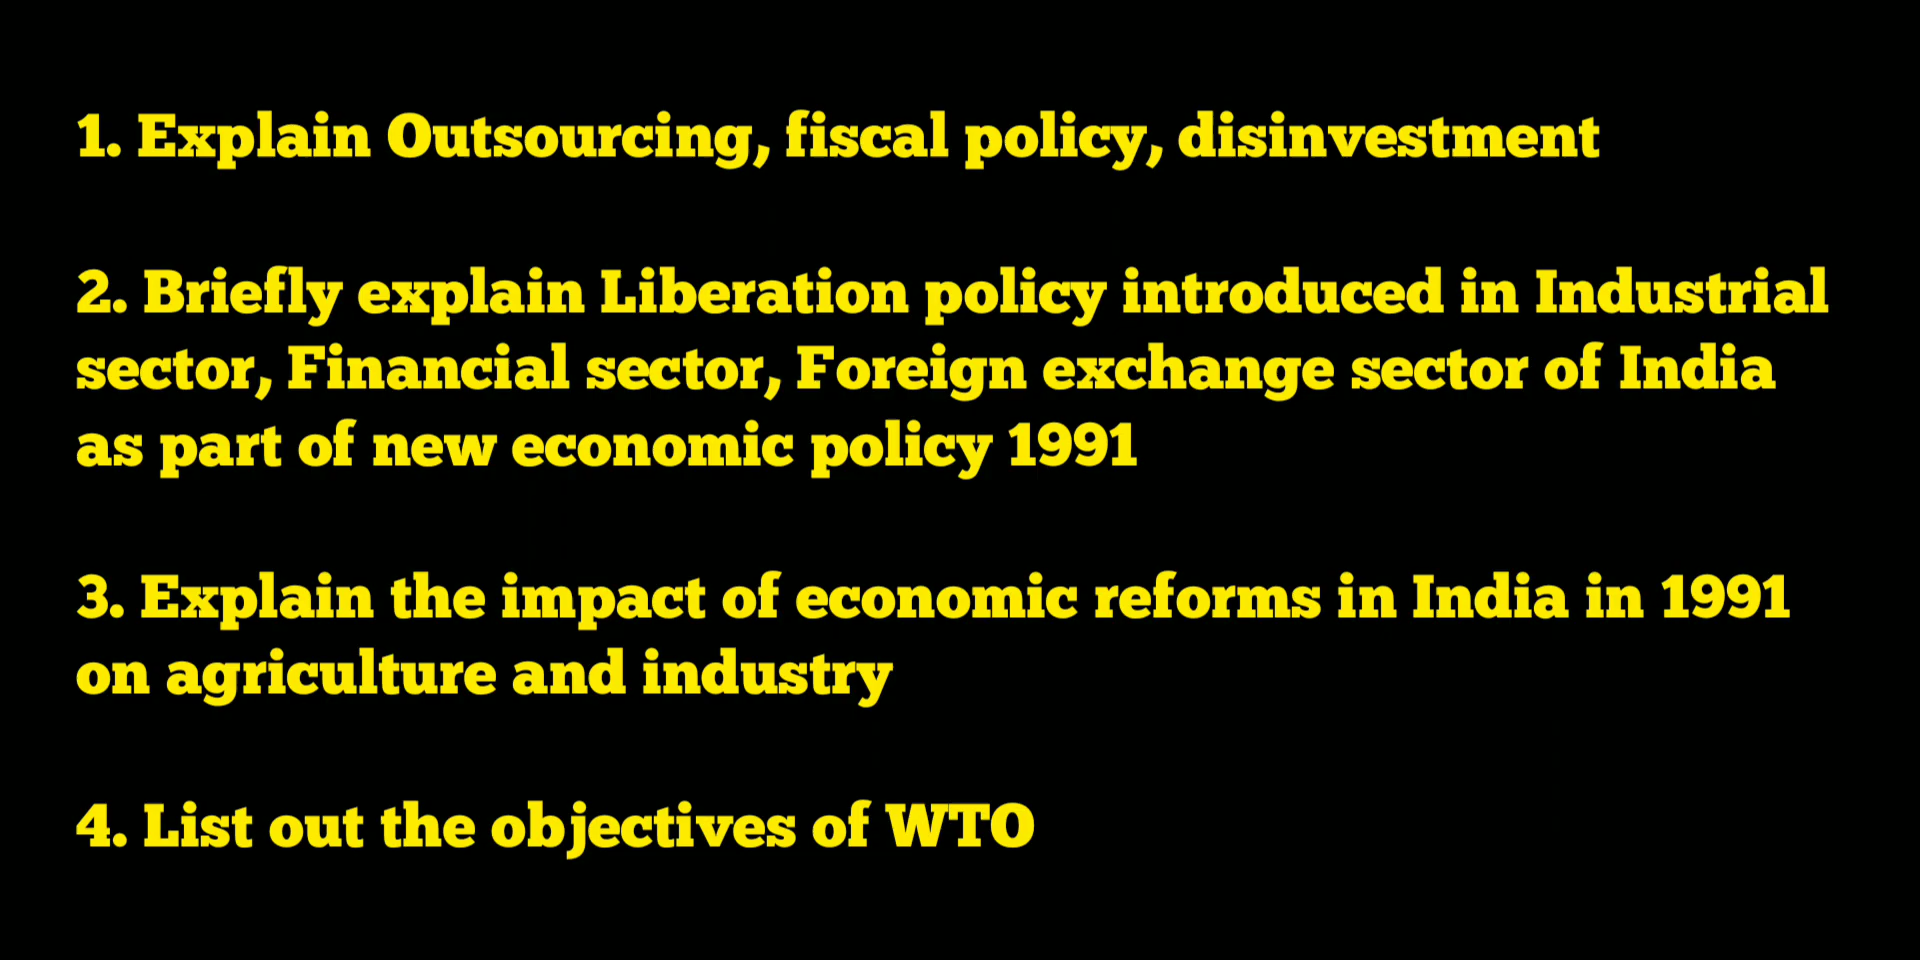 1. Explain Outsourcing, fiscal policy, disinvestment
2. Briefly explain Liberation policy introduced in Industrial
sector, Financial sector, Foreign exchange sector of India
as part of new economic policy 1991
3. Explain the impact of economic reforms in India in 1991
on agriculture and industry
4. List out the objectives of WTO